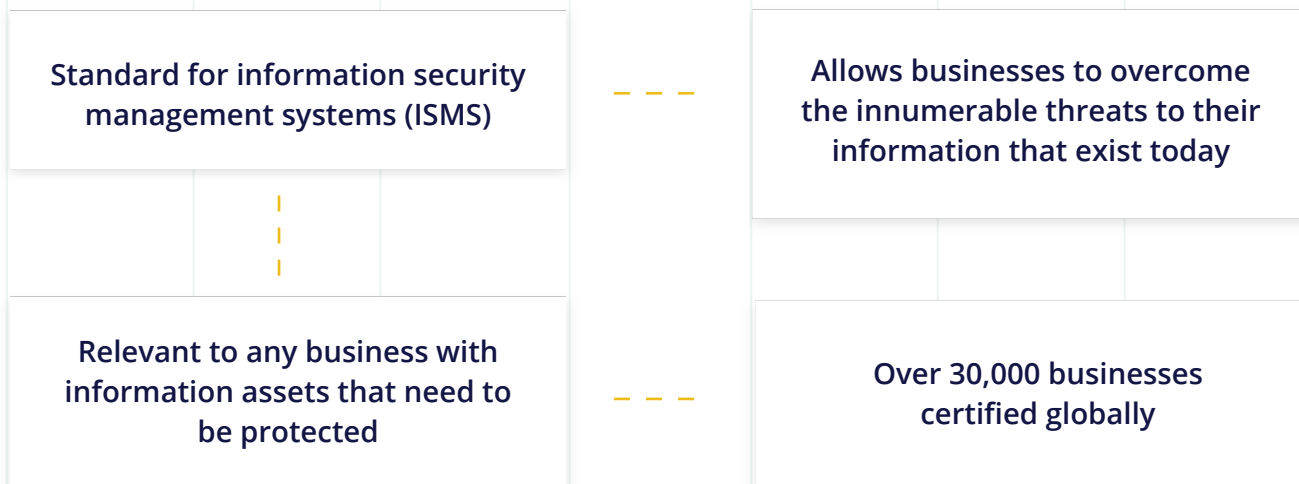 Standard for information security
management systems (ISMS)
Allows businesses to overcome
the innumerable threats to their
information that exist today
Relevant to any business with
information assets that need to
be protected
Over 30,000 businesses
certified globally